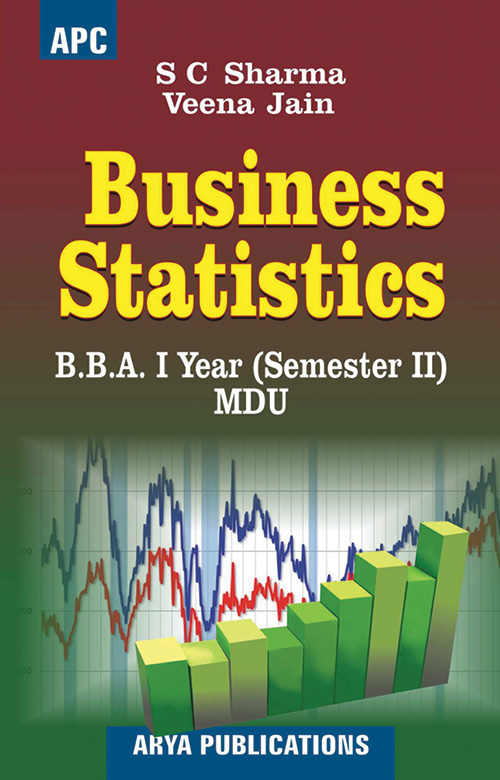 APC
S C Sharma
Veena Jain
Business
Statistics
B.B.A. I Year (Semester II)
MDU
ARYA PUBLICATIONS